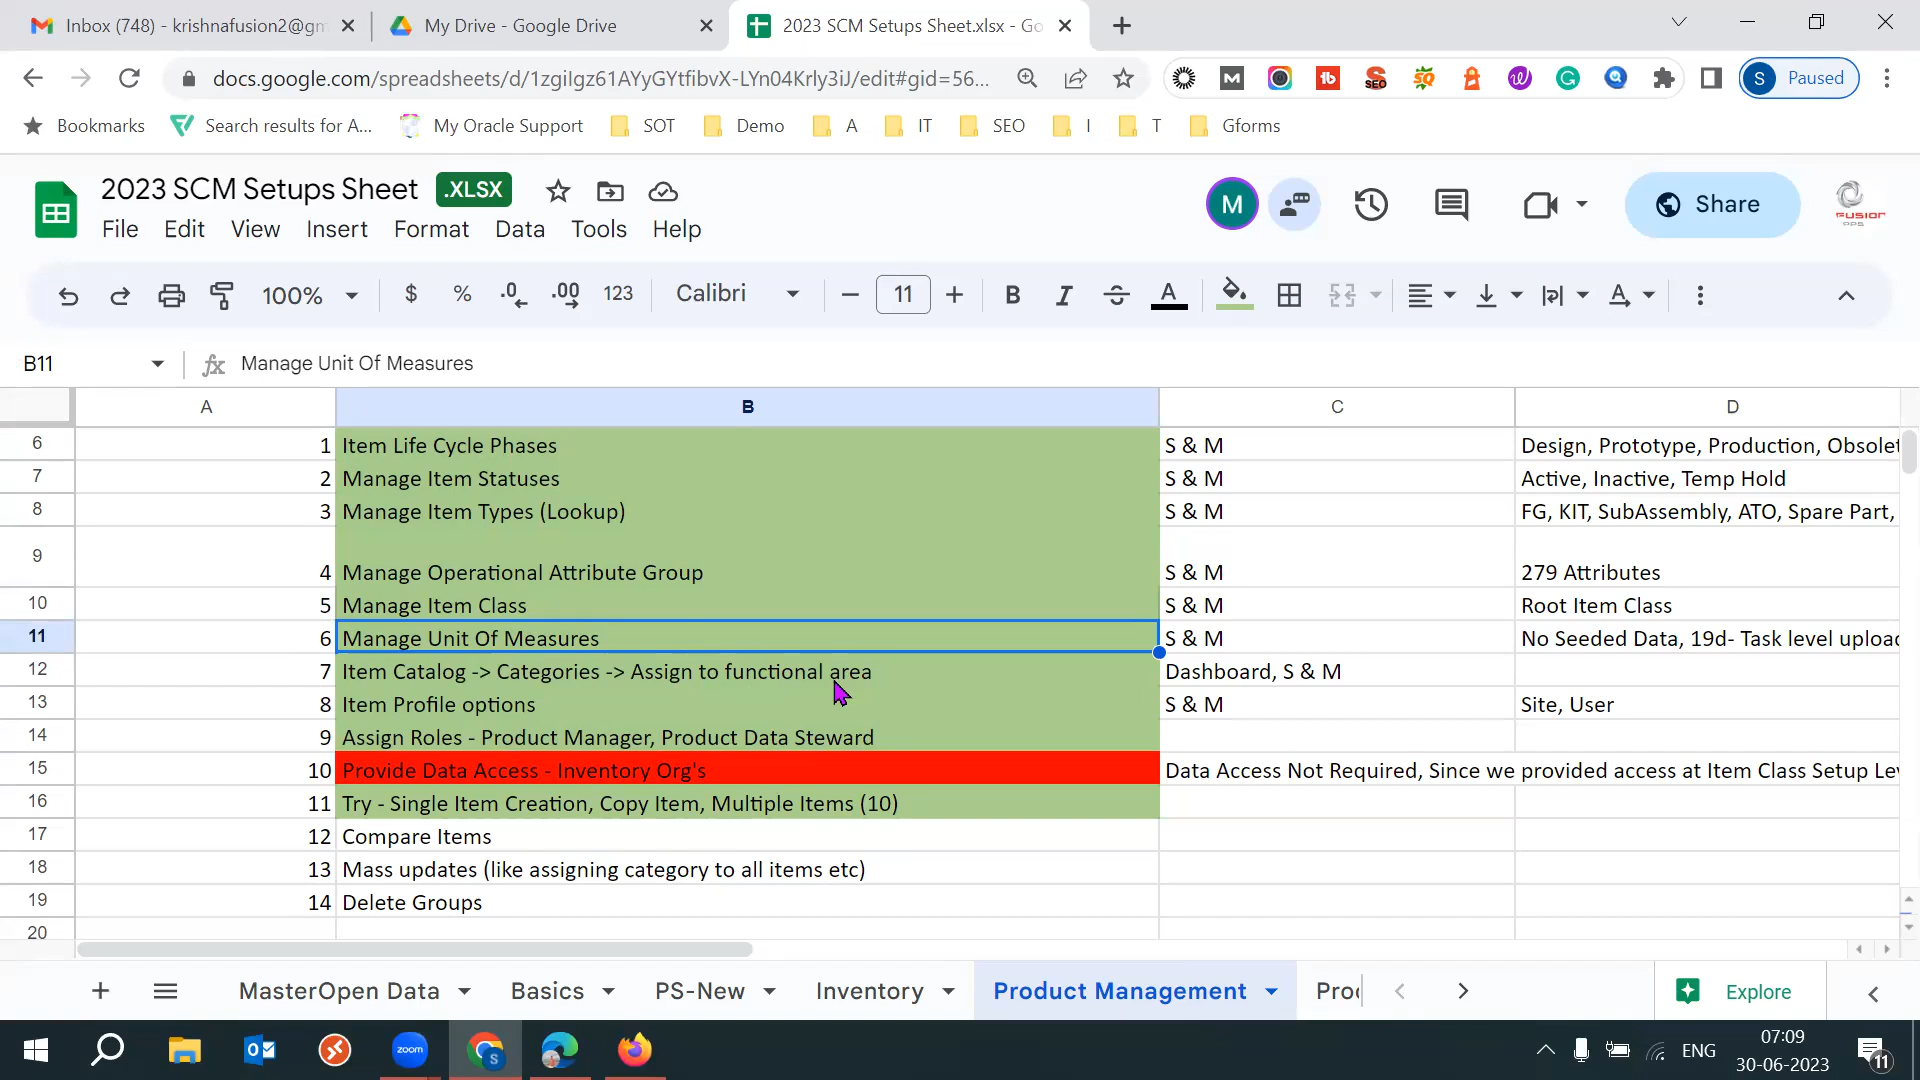 Inbox (748) - krishnafusion2@gm
My Drive - Google Drive
2023 SCM Setups Sheet.xlsx - Go
docs.google.com/spreadsheets/d/1zgiIgz61AYyGYtfibvX-LYn04Krly3iJ/edit#gid=56...
S Paused
Bookmarks
Search results for A...
My Oracle Support
SOT
Demo
A
IT
SEO
I
T
Gforms
2023 SCM Setups Sheet .XLSX
M
Share
FUSION
File Edit View Insert Format Data Tools Help
100% $ % .0 .00 123 Calibri 11 B I A
B11 fx Manage Unit Of Measures
A B C D
6 1 Item Life Cycle Phases S & M Design, Prototype, Production, Obsolet
7 2 Manage Item Statuses S & M Active, Inactive, Temp Hold
8 3 Manage Item Types (Lookup) S & M FG, KIT, SubAssembly, ATO, Spare Part,
9 4 Manage Operational Attribute Group S & M 279 Attributes
10 5 Manage Item Class S & M Root Item Class
11 6 Manage Unit Of Measures S & M No Seeded Data, 19d- Task level upload
12 7 Item Catalog -> Categories -> Assign to functional area Dashboard, S & M
13 8 Item Profile options S & M Site, User
14 9 Assign Roles - Product Manager, Product Data Steward
15 10 Provide Data Access - Inventory Org's Data Access Not Required, Since we provided access at Item Class Setup Lev
16 11 Try - Single Item Creation, Copy Item, Multiple Items (10)
17 12 Compare Items
18 13 Mass updates (like assigning category to all items etc)
19 14 Delete Groups
20
MasterOpen Data Basics PS-New Inventory Product Management Proc Explore
zoom
ENG
07:09
30-06-2023
11